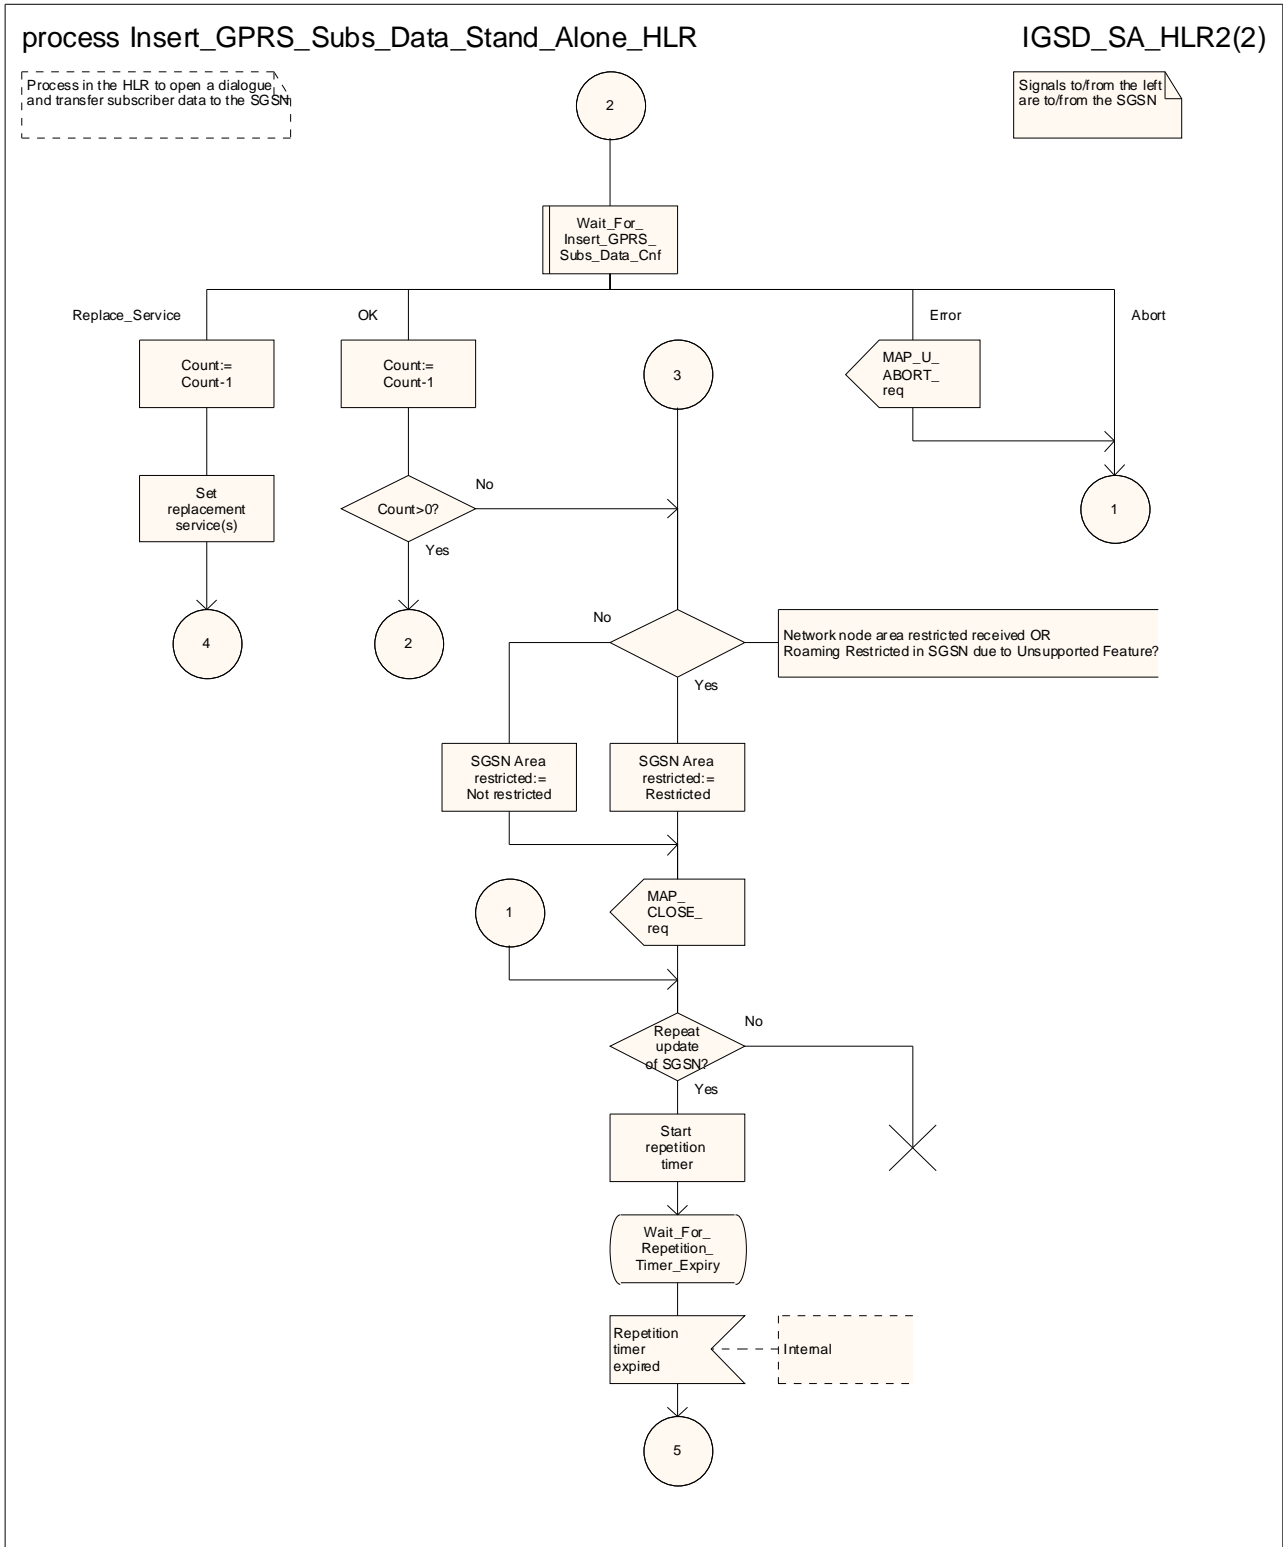 process Insert_GPRS_Subs_Data_Stand_Alone_HLR
IGSD_SA_HLR2(2)
Process in the HLR to open a dialogue
and transfer subscriber data to the SGSN
2
Signals to/from the left
are to/from the SGSN
Wait_For_
Insert_GPRS_
Subs_Data_Cnf
Replace_Service
OK
Error
Abort
Count:=
Count-1
Count:=
Count-1
3
MAP_U_
ABORT_
req
Set
replacement
service(s)
Count>0?
No
Yes
1
4
2
No
Yes
Network node area restricted received OR
Roaming Restricted in SGSN due to Unsupported Feature?
SGSN Area
restricted:=
Not restricted
SGSN Area
restricted:=
Restricted
1
MAP_
CLOSE_
req
Repeat
update
of SGSN?
No
Yes
Start
repetition
timer
Wait_For_
Repetition_
Timer_Expiry
Repetition
timer
expired
Internal
5